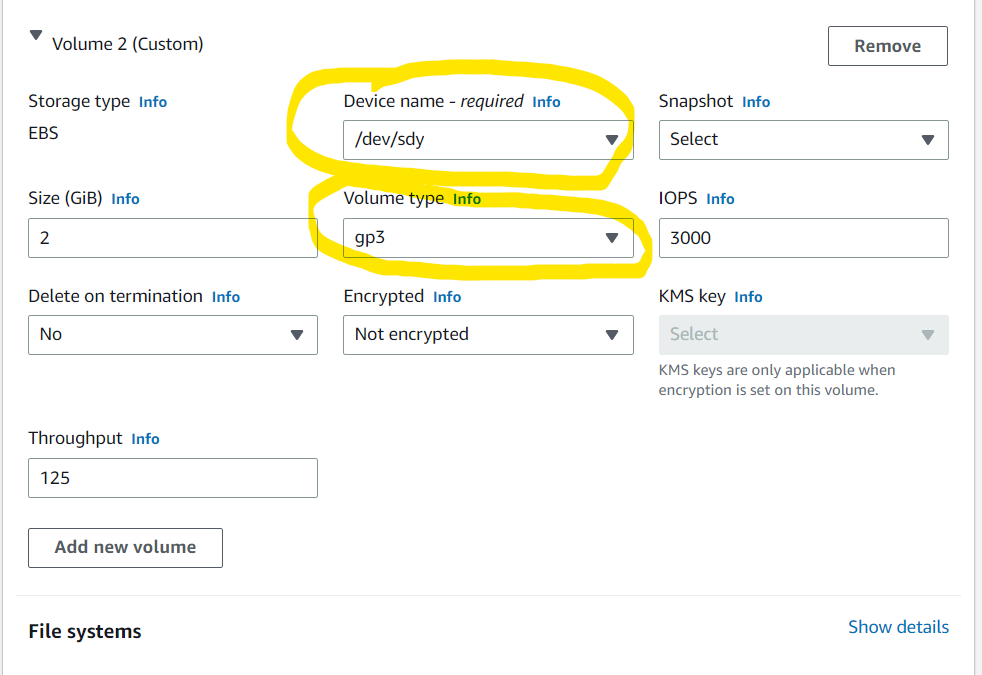 Volume 2 (Custom)
Remove
Storage type Info
EBS
Device name - required Info
/dev/sdy
Snapshot Info
Select
Size (GiB) Info
2
Volume type Info
gp3
IOPS Info
3000
Delete on termination Info
No
Encrypted Info
Not encrypted
KMS key Info
Select
KMS keys are only applicable when
encryption is set on this volume.
Throughput Info
125
Add new volume
File systems
Show details